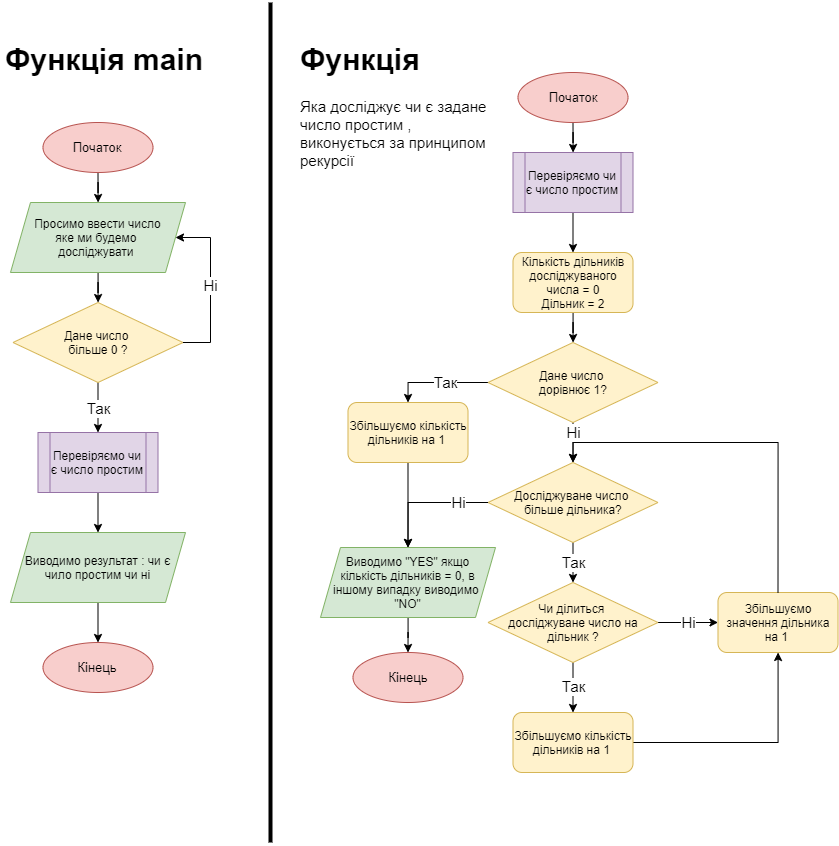 Функція main
Початок
Просимо ввести число
яке ми будемо
досліджувати
Ні
Дане число
більше 0 ?
Так
Перевіряємо чи
є число простим
Виводимо результат : чи є
чило простим чи ні
Кінець
Функція
Яка досліджує чи є задане
число простим ,
виконується за принципом
рекурсії
Початок
Перевіряємо чи
є число простим
Кількість дільників
досліджуваного
числа = 0
Дільник = 2
Дане число
дорівнює 1?
Так
Збільшуємо кількість
дільників на 1
Ні
Досліджуване число
більше дільника?
Ні
Виводимо "YES" якщо
кількість дільників = 0, в
іншому випадку виводимо
"NO"
Кінець
Так
Чи ділиться
досліджуване число на
дільник ?
Ні
Збільшуємо
значення дільника
на 1
Так
Збільшуємо кількість
дільників на 1